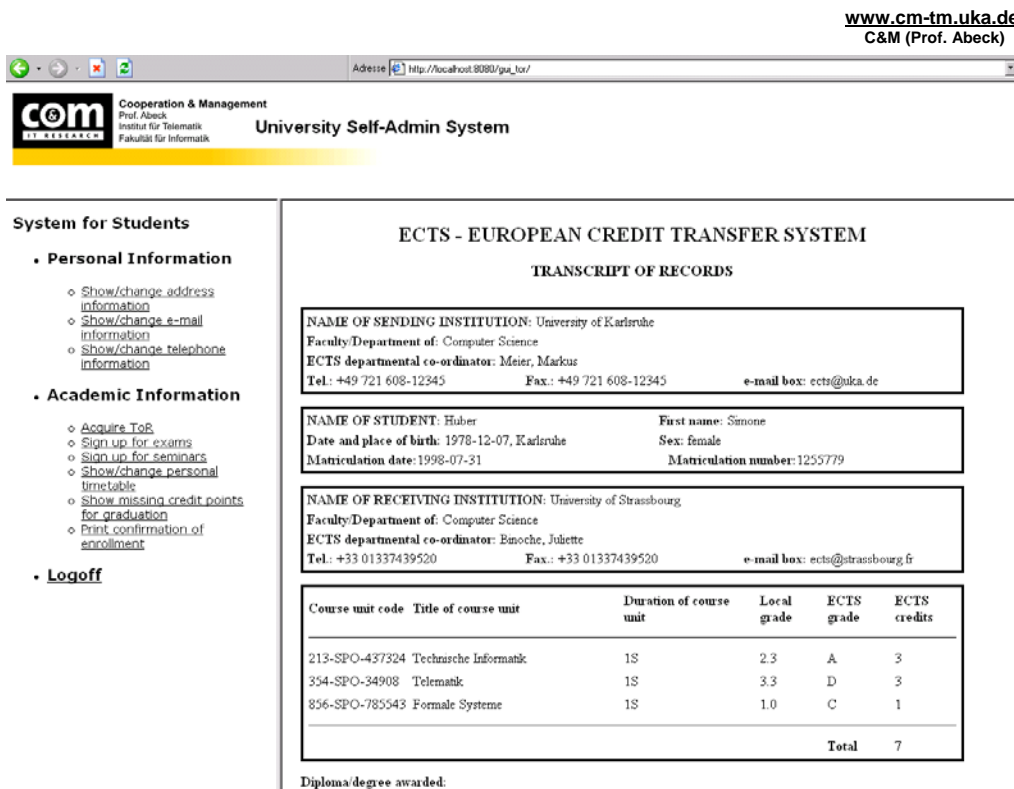 www.cm-tm.uka.de
C&M (Prof. Abeck)
Adresse http://localhost:8080/gui_tor/
C&M
IT RESEARCH
Cooperation & Management
Prof. Abeck
Institut für Telematik
Fakultät für Informatik
University Self-Admin System
System for Students
• Personal Information
Show/change address
information
Show/change e-mail
information
Show/change telephone
information
• Academic Information
Acquire ToR
Sign up for exams
Sign up for seminars
Show/change personal
timetable
Show missing credit points
for graduation
Print confirmation of
enrollment
• Logoff
ECTS - EUROPEAN CREDIT TRANSFER SYSTEM
TRANSCRIPT OF RECORDS
NAME OF SENDING INSTITUTION: University of Karlsruhe
Faculty/Department of: Computer Science
ECTS departmental co-ordinator: Meier, Markus
Tel.: +49 721 608-12345 Fax.: +49 721 608-12345 e-mail box: ects@uka.de
NAME OF STUDENT: Huber First name: Simone
Date and place of birth: 1978-12-07, Karlsruhe Sex: female
Matriculation date:1998-07-31 Matriculation number:1255779
NAME OF RECEIVING INSTITUTION: University of Strassbourg
Faculty/Department of: Computer Science
ECTS departmental co-ordinator: Binoche, Juliette
Tel.: +33 01337439520 Fax.: +33 01337439520 e-mail box: ects@strassbourg.fr
Course unit code Title of course unit Duration of course unit Local grade ECTS grade ECTS credits
213-SPO-437324 Technische Informatik 1S 2.3 A 3
354-SPO-34908 Telematik 1S 3.3 D 3
856-SPO-785543 Formale Systeme 1S 1.0 C 1
Total 7
Diploma/degree awarded: